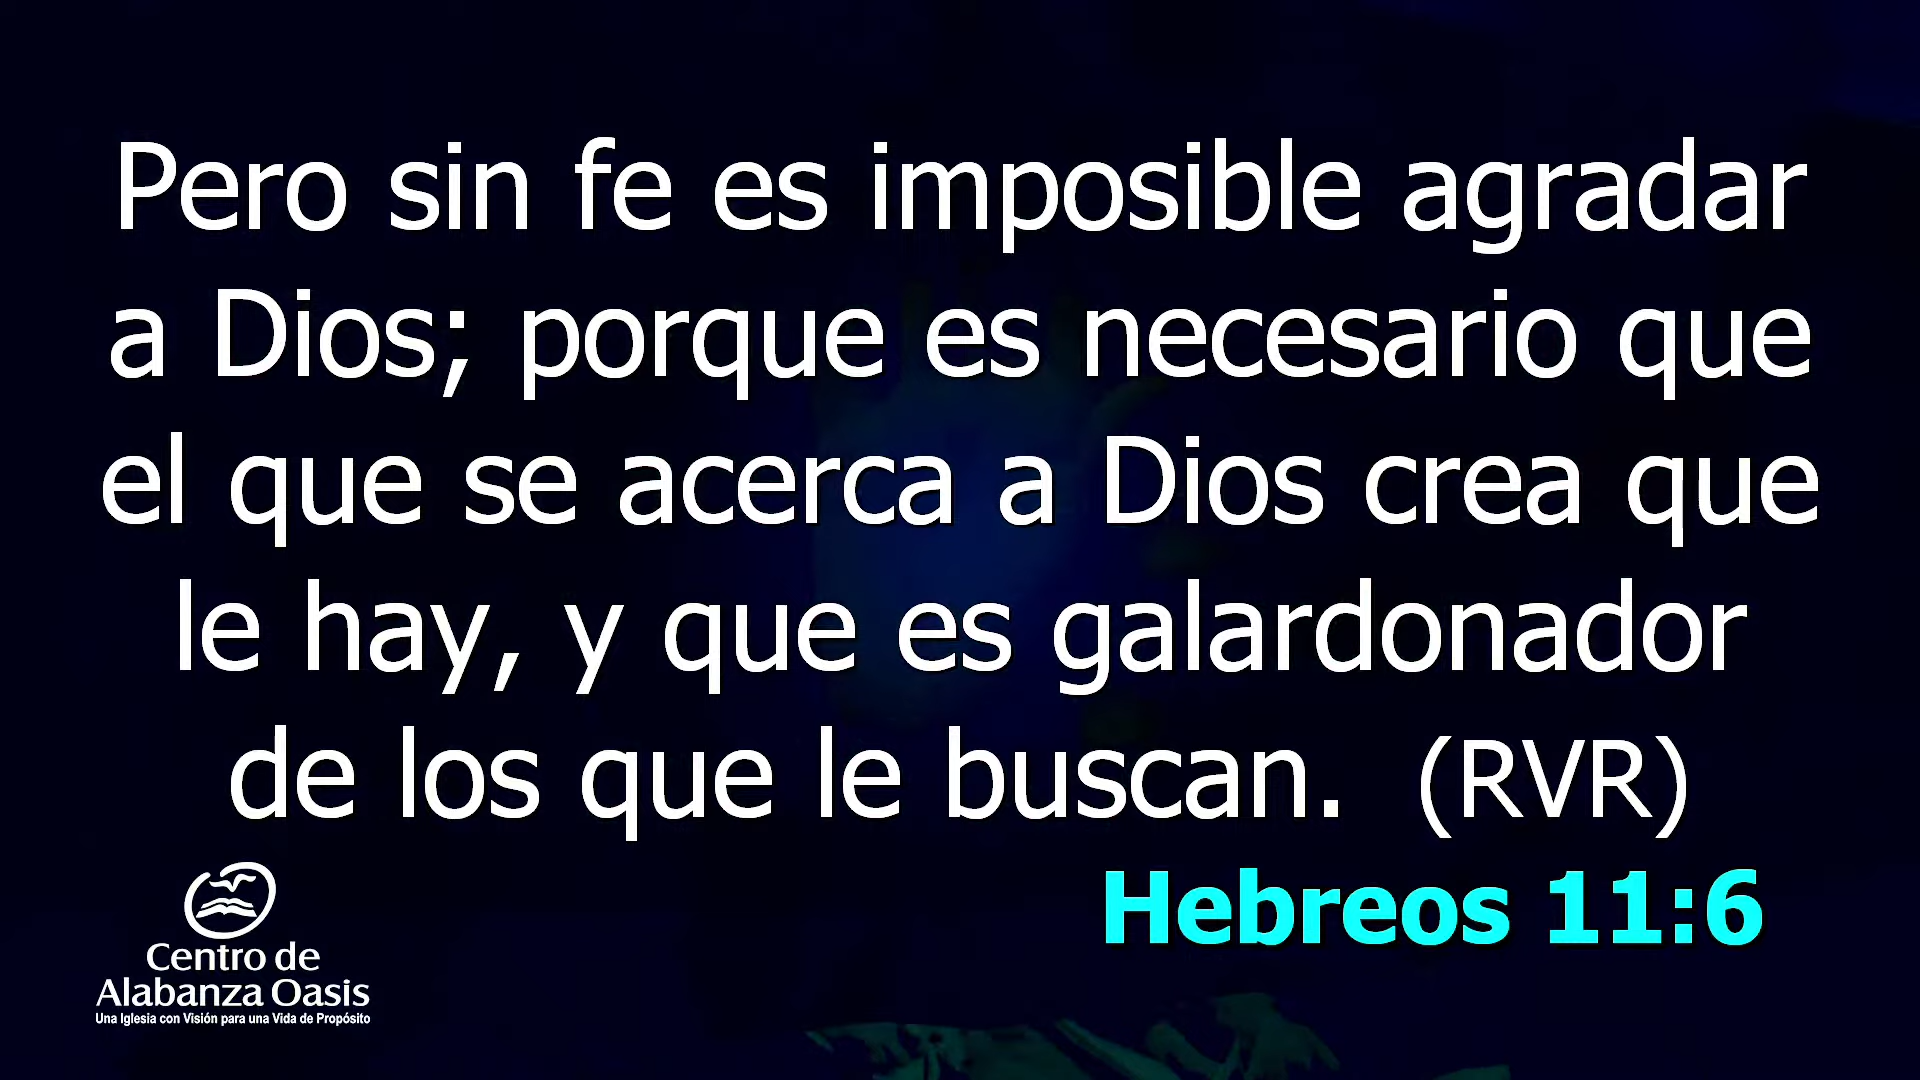 Pero sin fe es imposible agradar
a Dios; porque es necesario que
el que se acerca a Dios crea que
le hay, y que es galardonador
de los que le buscan.  (RVR)
Hebreos 11:6
Centro de
Alabanza Oasis
Una Iglesia con Visión para una Vida de Propósito